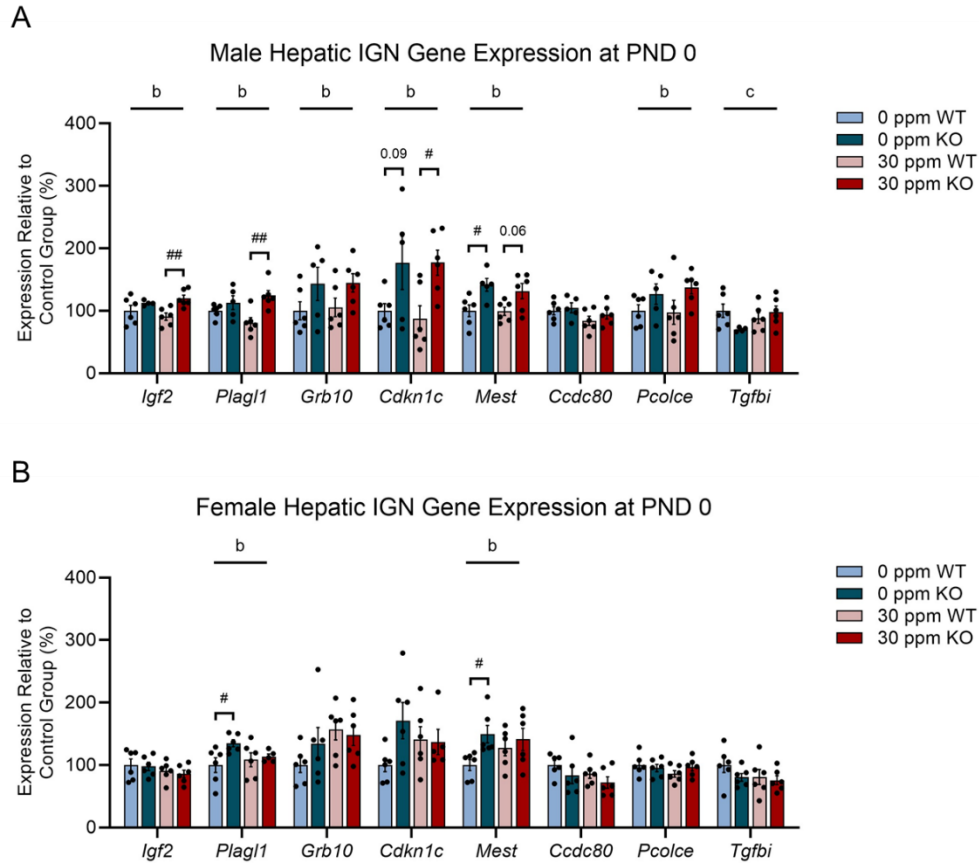 A
Male Hepatic IGN Gene Expression at PND 0
b b b b b b c
400
300
200
100
0
Expression Relative to
Control Group (%)
## ## 0.09 # # 0.06
Igf2 Plagl1 Grb10 Cdkn1c Mest Ccdc80 Pcolce Tgfbi
0 ppm WT
0 ppm KO
30 ppm WT
30 ppm KO
B
Female Hepatic IGN Gene Expression at PND 0
b b
400
300
200
100
0
Expression Relative to
Control Group (%)
# #
Igf2 Plagl1 Grb10 Cdkn1c Mest Ccdc80 Pcolce Tgfbi
0 ppm WT
0 ppm KO
30 ppm WT
30 ppm KO